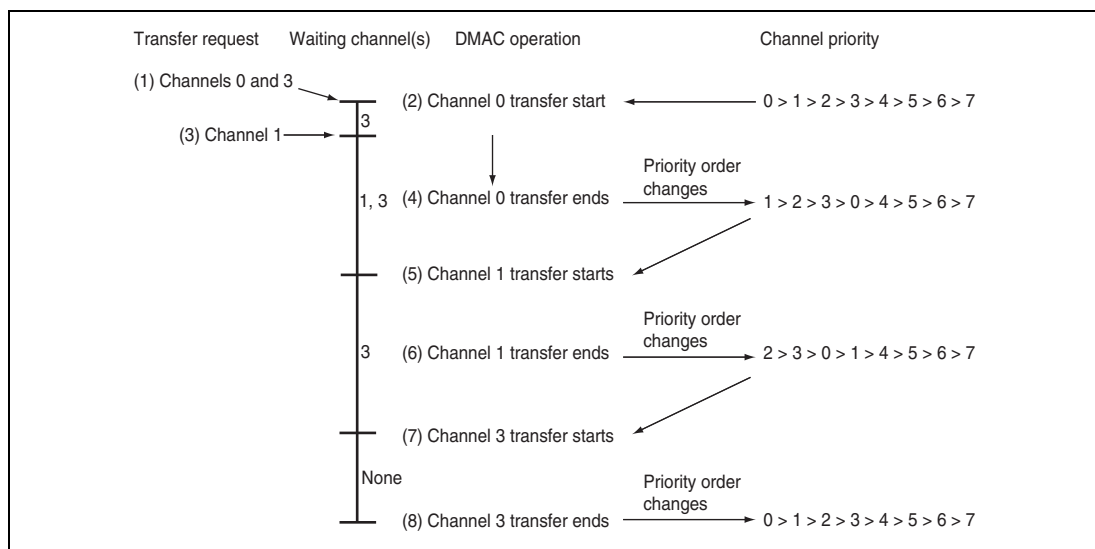 Transfer request Waiting channel(s) DMAC operation Channel priority
(1) Channels 0 and 3
(2) Channel 0 transfer start 0 > 1 > 2 > 3 > 4 > 5 > 6 > 7
3
(3) Channel 1
Priority order
changes
1, 3 (4) Channel 0 transfer ends 1 > 2 > 3 > 0 > 4 > 5 > 6 > 7
(5) Channel 1 transfer starts
Priority order
changes
3 (6) Channel 1 transfer ends 2 > 3 > 0 > 1 > 4 > 5 > 6 > 7
(7) Channel 3 transfer starts
None
Priority order
changes
(8) Channel 3 transfer ends 0 > 1 > 2 > 3 > 4 > 5 > 6 > 7